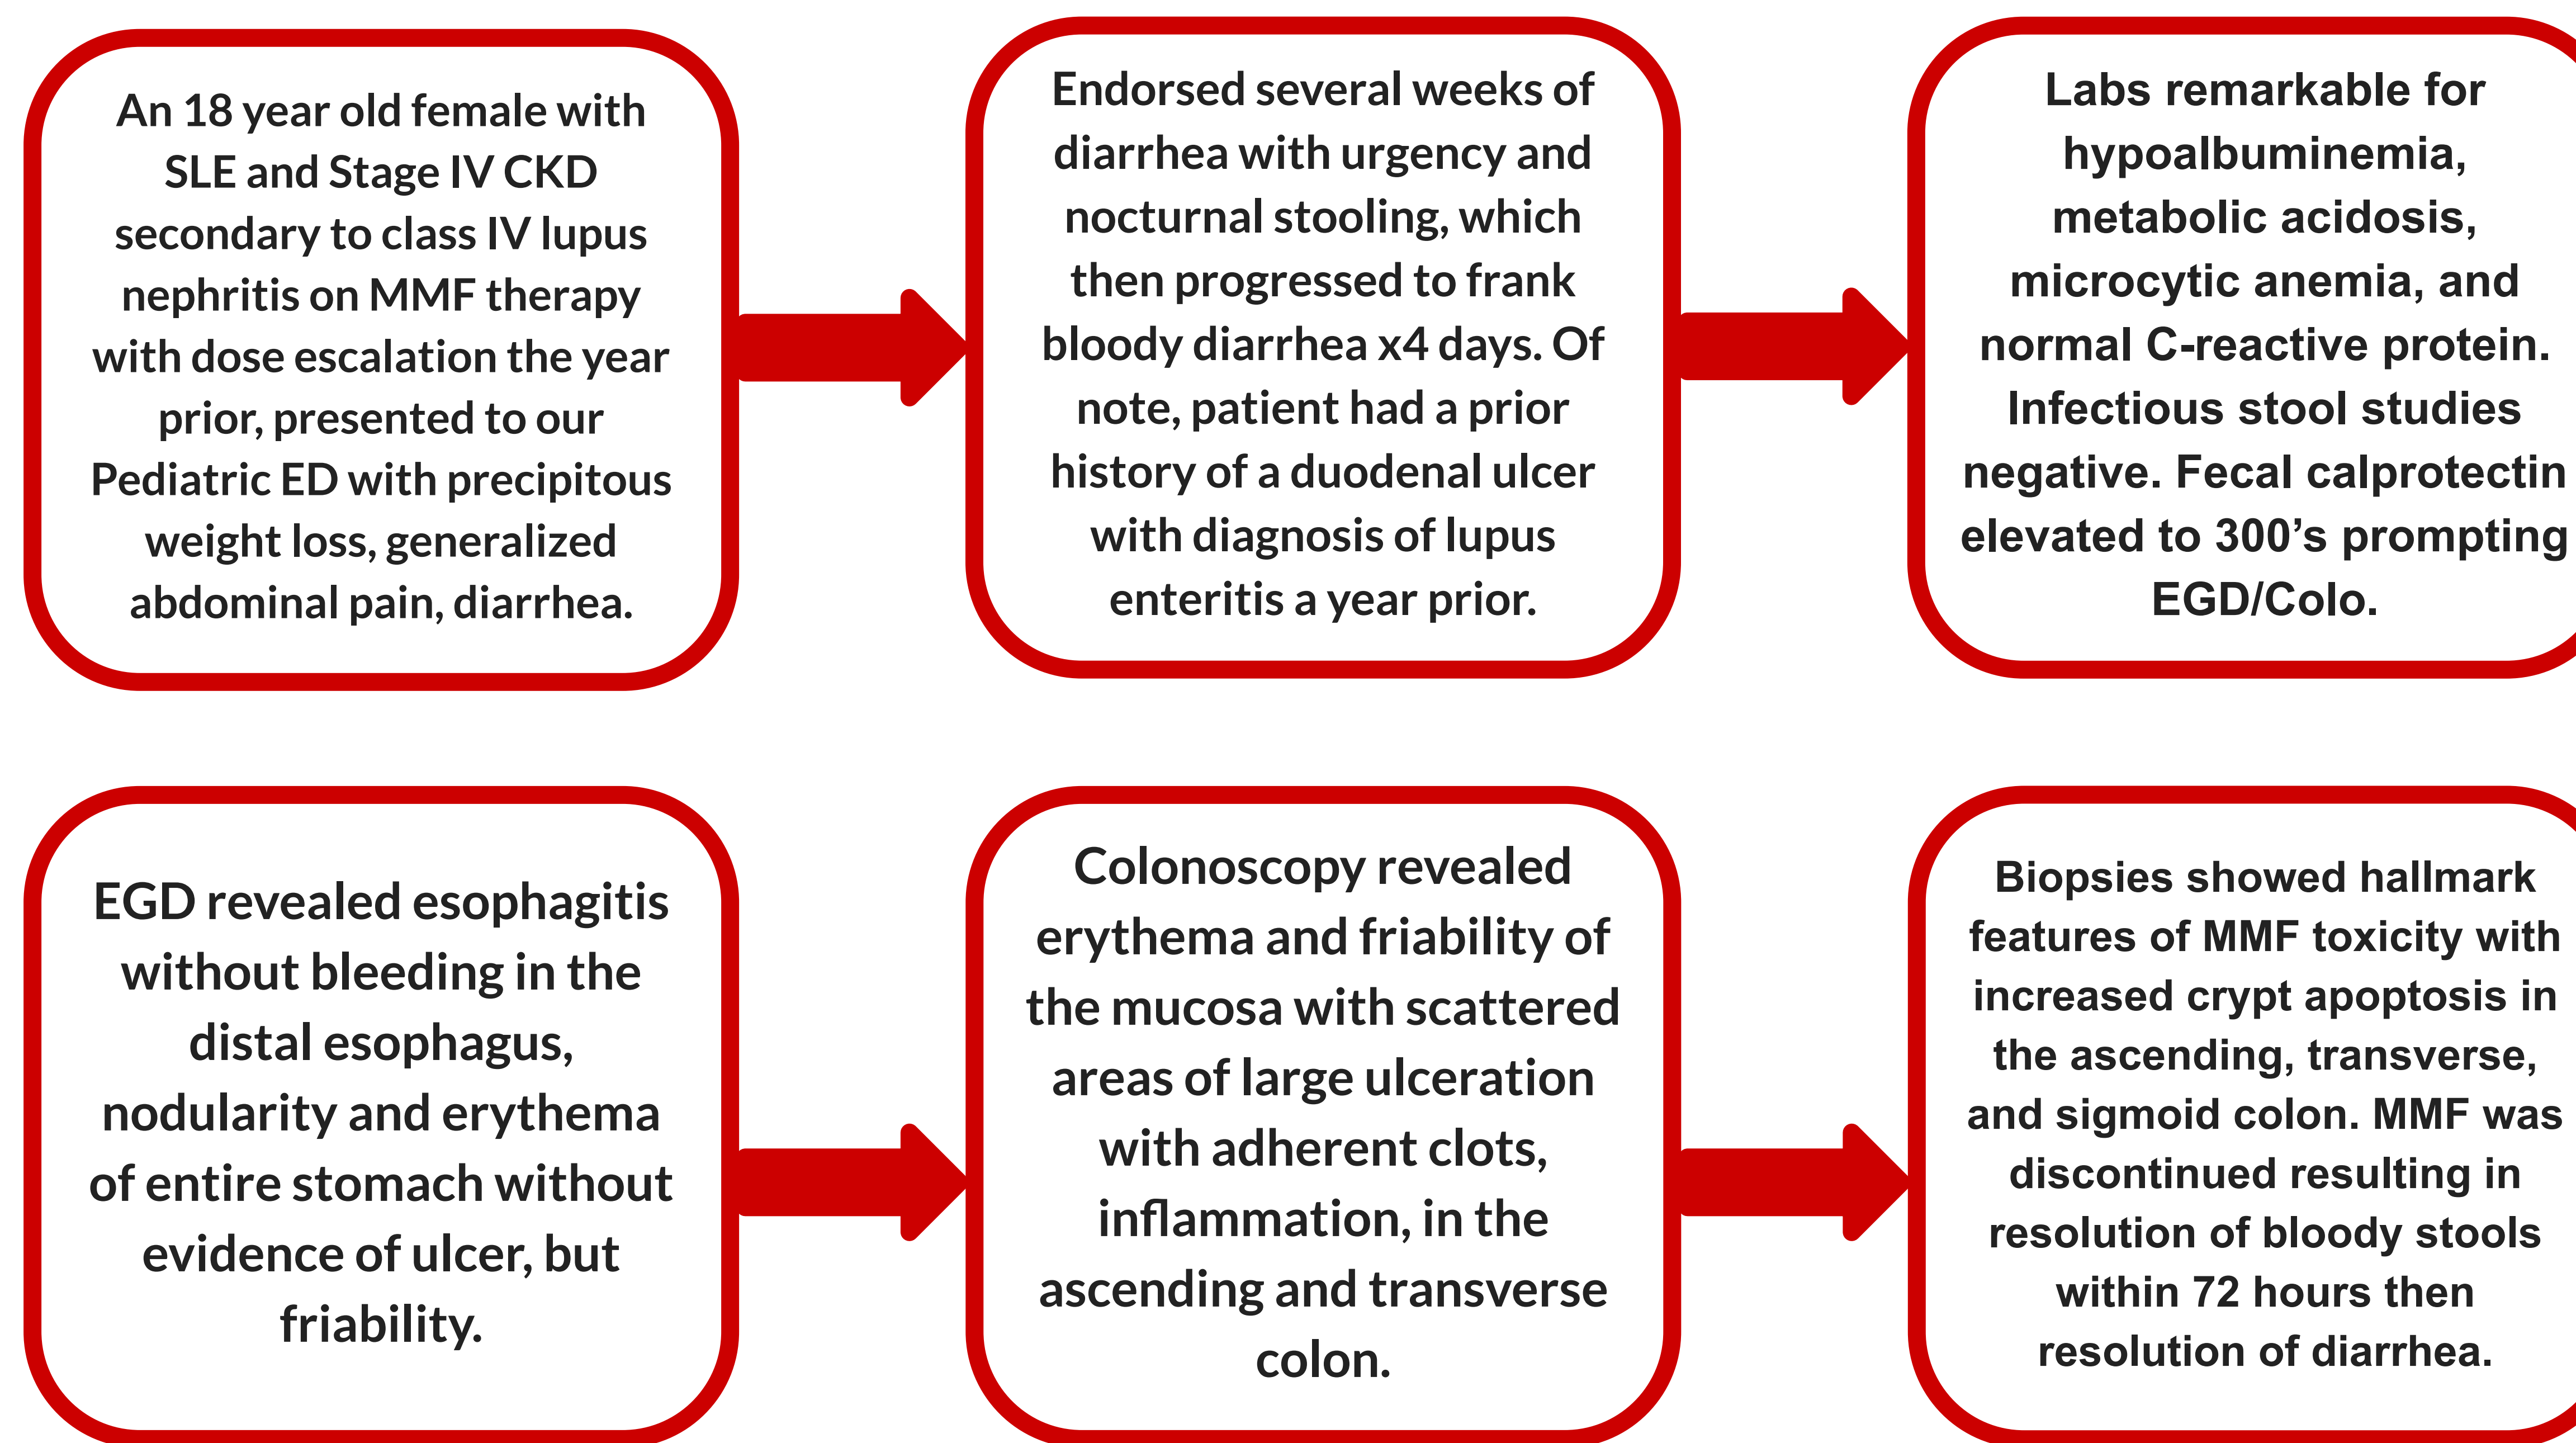 An 18 year old female with
SLE and Stage IV CKD
secondary to class IV lupus
nephritis on MMF therapy
with dose escalation the year
prior, presented to our
Pediatric ED with precipitous
weight loss, generalized
abdominal pain, diarrhea.
Endorsed several weeks of
diarrhea with urgency and
nocturnal stooling, which
then progressed to frank
bloody diarrhea x4 days. Of
note, patient had a prior
history of a duodenal ulcer
with diagnosis of lupus
enteritis a year prior.
Labs remarkable for
hypoalbuminemia,
metabolic acidosis,
microcytic anemia, and
normal C-reactive protein.
Infectious stool studies
negative. Fecal calprotectin
elevated to 300’s prompting
EGD/Colo.
EGD revealed esophagitis
without bleeding in the
distal esophagus,
nodularity and erythema
of entire stomach without
evidence of ulcer, but
friability.
Colonoscopy revealed
erythema and friability of
the mucosa with scattered
areas of large ulceration
with adherent clots,
inflammation, in the
ascending and transverse
colon.
Biopsies showed hallmark
features of MMF toxicity with
increased crypt apoptosis in
the ascending, transverse,
and sigmoid colon. MMF was
discontinued resulting in
resolution of bloody stools
within 72 hours then
resolution of diarrhea.